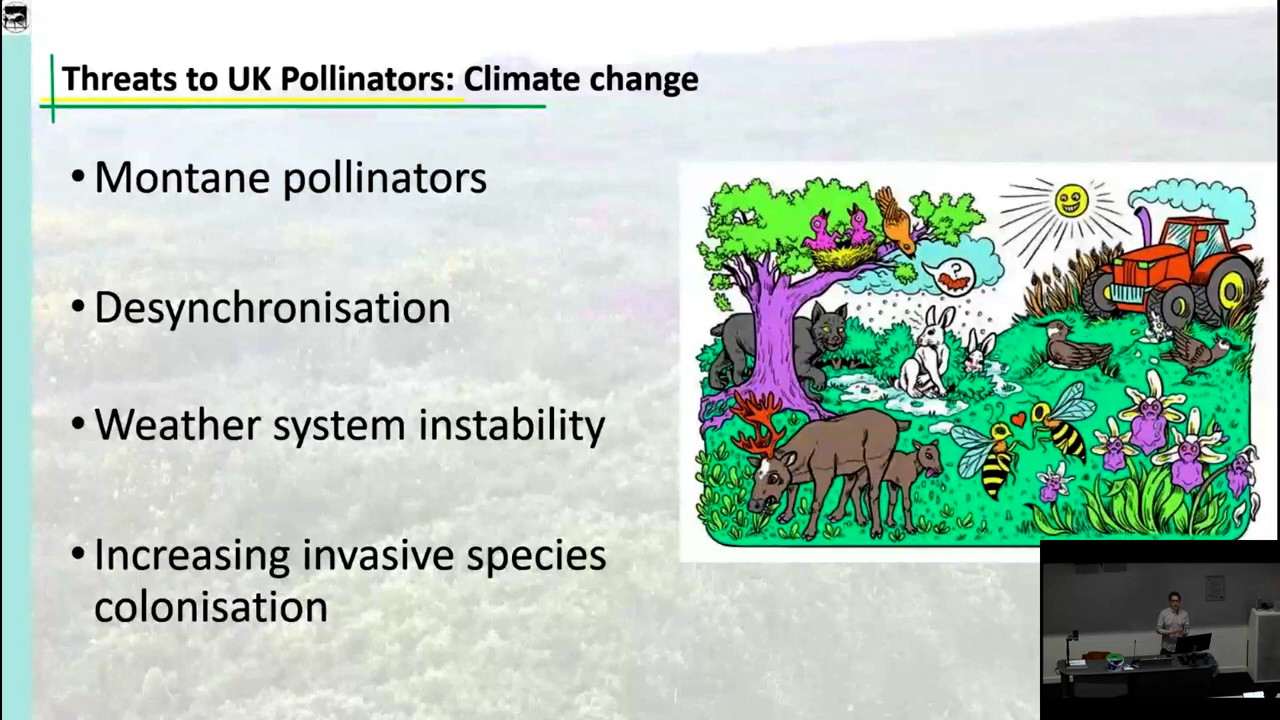 Threats to UK Pollinators: Climate change
• Montane pollinators
• Desynchronisation
• Weather system instability
• Increasing invasive species
colonisation
?